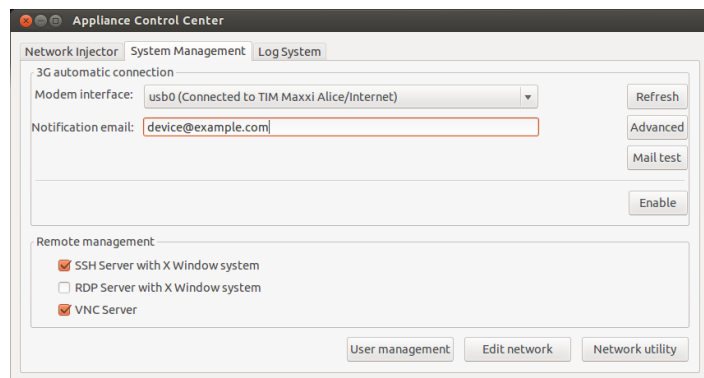 Appliance Control Center
Network Injector System Management Log System
3G automatic connection
Modem interface: usb0 (Connected to TIM Maxxi Alice/Internet) Refresh
Notification email: device@example.com Advanced
Mail test
Enable
Remote management
SSH Server with X Window system
RDP Server with X Window system
VNC Server
User management Edit network Network utility